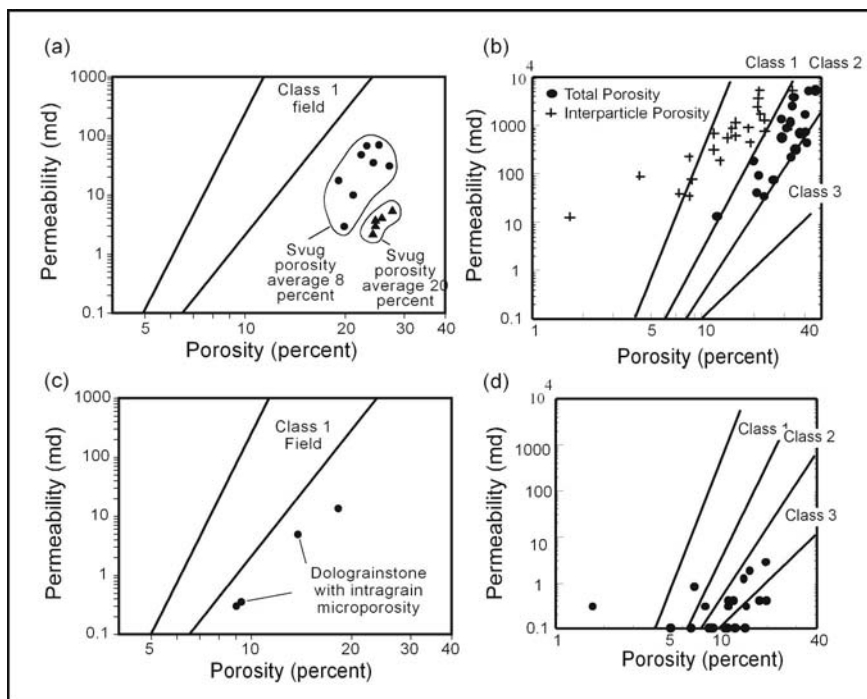 (a)
Permeability (md)
1000
100
10
1
0.1
Class 1
field
Svug
porosity
average 8
percent
Svug
porosity
average 20
percent
5
10
20
30
40
Porosity (percent)
(b)
Permeability (md)
10 4
1000
100
10
1
0.1
Class 1
Class 2
Total Porosity
Interparticle Porosity
Class 3
1
5
10
40
Porosity (percent)
(c)
Permeability (md)
1000
100
10
1
0.1
Class 1
Field
Dolograinstone
with intragrain
microporosity
5
10
20
30
40
Porosity (percent)
(d)
Permeability (md)
10 4
1000
100
10
1
0.1
Class 1
Class 2
Class 3
1
5
10
40
Porosity (percent)